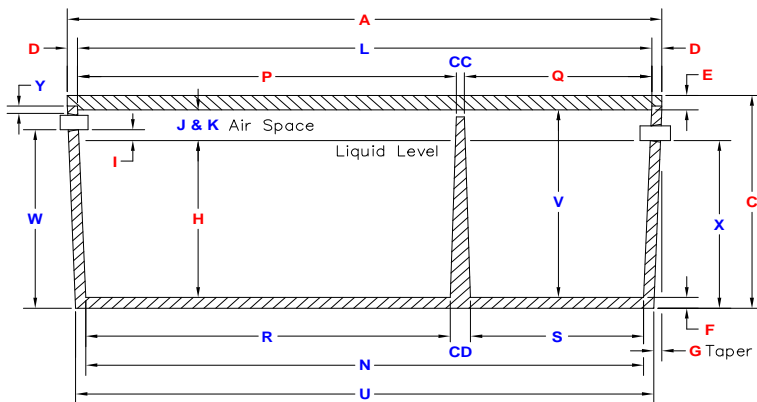 A
D L D
CC
P Q
E
Y
J & K Air Space
Liquid Level
I
W H V X C
F
R CD S
G Taper
N
U